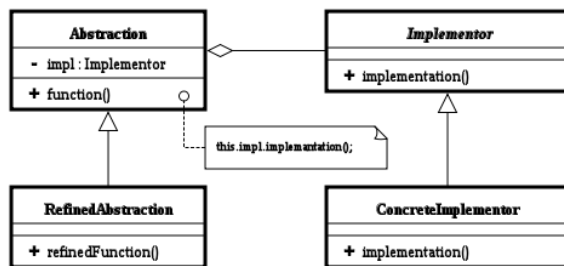 Abstraction
- impl : Implementor
+ function()
Implementor
+ implementation()
this.impl.implemantation();
RefinedAbstraction
+ refinedFunction()
ConcreteImplementor
+ implementation()